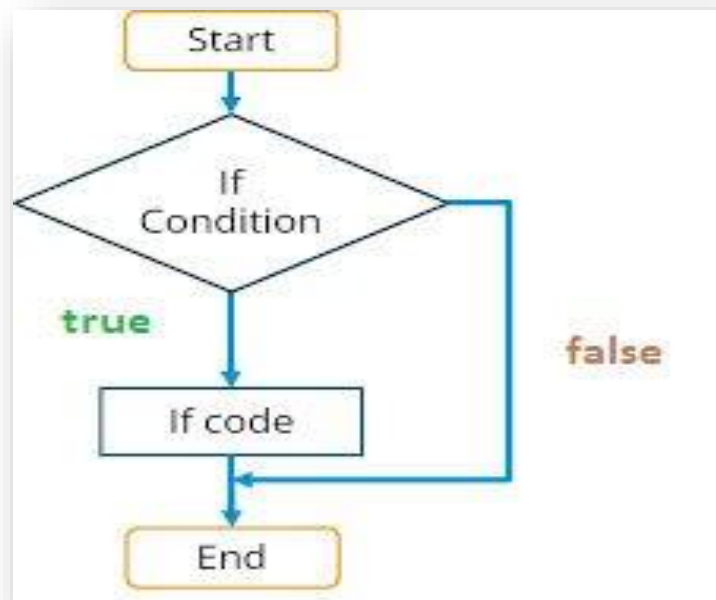 Start
If
Condition
true
false
If code
End